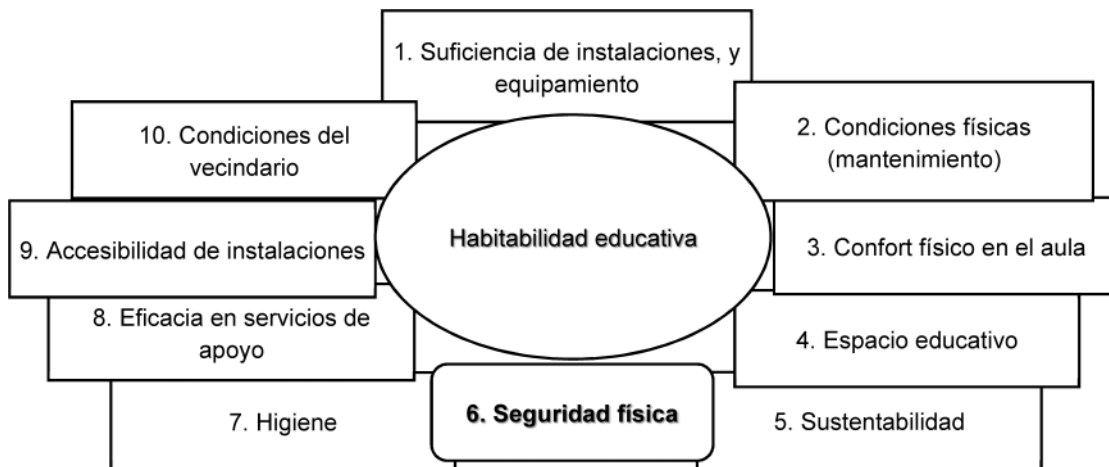 1. Suficiencia de instalaciones, y
equipamiento
10. Condiciones del
vecindario
2. Condiciones físicas
(mantenimiento)
Habitabilidad educativa
9. Accesibilidad de instalaciones
3. Confort físico en el aula
8. Eficacia en servicios de
apoyo
4. Espacio educativo
7. Higiene
6. Seguridad física
5. Sustentabilidad